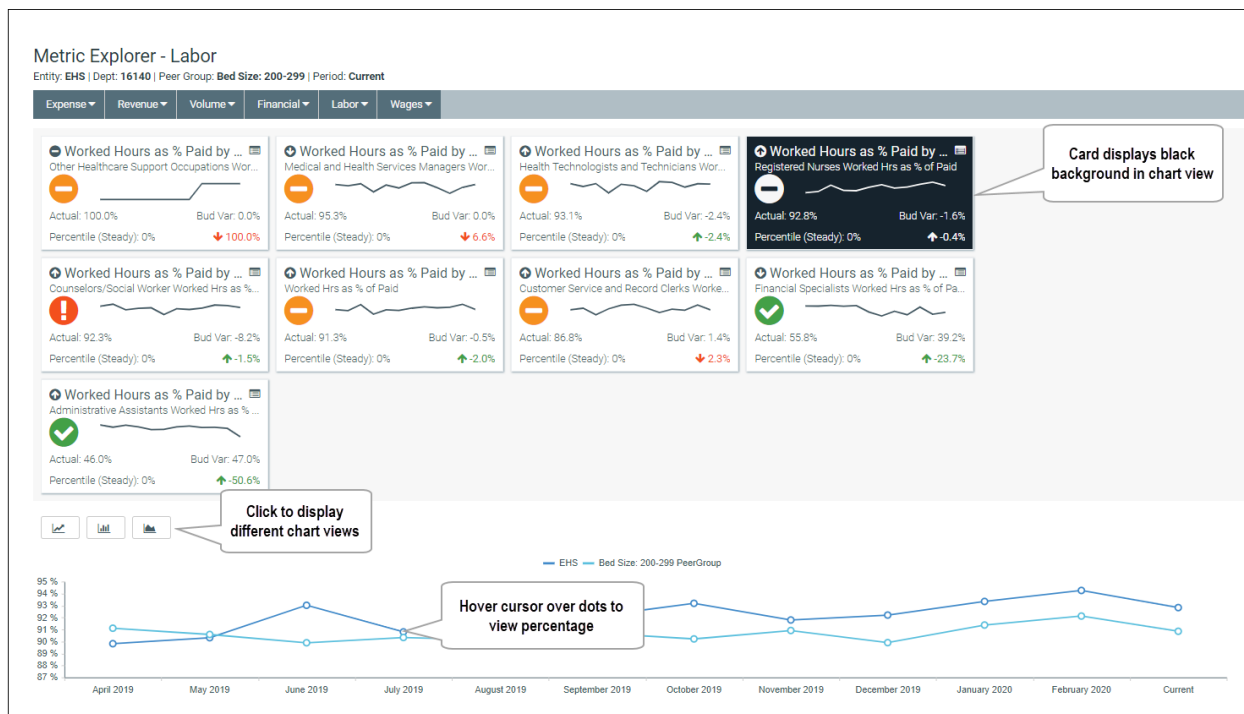 Metric Explorer - Labor
Entity: EHS | Dept: 16140 | Peer Group: Bed Size: 200-299 | Period: Current
Expense
Revenue
Volume
Financial
Labor
Wages
Worked Hours as % Paid by ...
Other Healthcare Support Occupations Wor...
Actual: 100.0% Bud Var: 0.0%
Percentile (Steady): 0% 100.0%
Worked Hours as % Paid by ...
Medical and Health Services Managers Wor...
Actual: 95.3% Bud Var: 0.0%
Percentile (Steady): 0% 6.6%
Worked Hours as % Paid by ...
Health Technologists and Technicians Wor...
Actual: 93.1% Bud Var: -2.4%
Percentile (Steady): 0% -2.4%
Worked Hours as % Paid by ...
Registered Nurses Worked Hrs as % of Paid
Actual: 92.8% Bud Var: -1.6%
Percentile (Steady): 0% -0.4%
Card displays black
background in chart view
Worked Hours as % Paid by ...
Counselors/Social Worker Worked Hrs as %...
Actual: 92.3% Bud Var: -8.2%
Percentile (Steady): 0% -1.5%
Worked Hours as % Paid by ...
Worked Hrs as % of Paid
Actual: 91.3% Bud Var: -0.5%
Percentile (Steady): 0% -2.0%
Worked Hours as % Paid by ...
Customer Service and Record Clerks Worke...
Actual: 86.8% Bud Var: 1.4%
Percentile (Steady): 0% 2.3%
Worked Hours as % Paid by ...
Financial Specialists Worked Hrs as % of Pa...
Actual: 55.8% Bud Var: 39.2%
Percentile (Steady): 0% -23.7%
Worked Hours as % Paid by ...
Administrative Assistants Worked Hrs as % ...
Actual: 46.0% Bud Var: 47.0%
Percentile (Steady): 0% -50.6%
Click to display
different chart views
EHS Bed Size: 200-299 PeerGroup
95 %
94 %
93 %
92 %
91 %
90 %
89 %
88 %
87 %
Hover cursor over dots to
view percentage
April 2019 May 2019 June 2019 July 2019 August 2019 September 2019 October 2019 November 2019 December 2019 January 2020 February 2020 Current